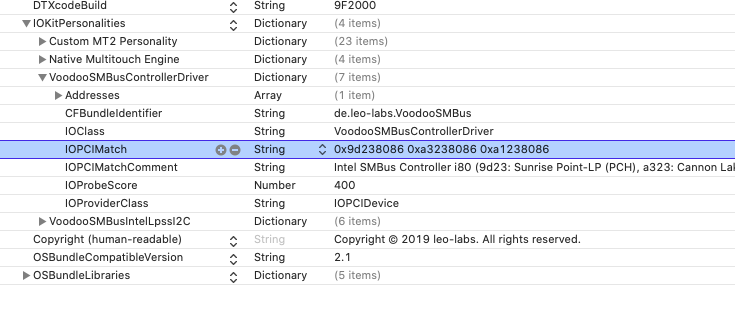 DTXcodeBuild String 9F2000
IOKitPersonalities Dictionary (4 items)
Custom MT2 Personality Dictionary (23 items)
Native Multitouch Engine Dictionary (4 items)
VoodooSMBusControllerDriver Dictionary (7 items)
Addresses Array (1 item)
CFBundleIdentifier String de.leo-labs.VoodooSMBus
IOClass String VoodooSMBusControllerDriver
IOPCIMatch String 0x9d238086 0xa3238086 0xa1238086
IOPCIMatchComment String Intel SMBus Controller i80 (9d23: Sunrise Point-LP (PCH), a323: Cannon Lak
IOProbeScore Number 400
IOProviderClass String IOPCIDevice
VoodooSMBusIntelLpssI2C Dictionary (6 items)
Copyright (human-readable) String Copyright © 2019 leo-labs. All rights reserved.
OSBundleCompatibleVersion String 2.1
OSBundleLibraries Dictionary (5 items)